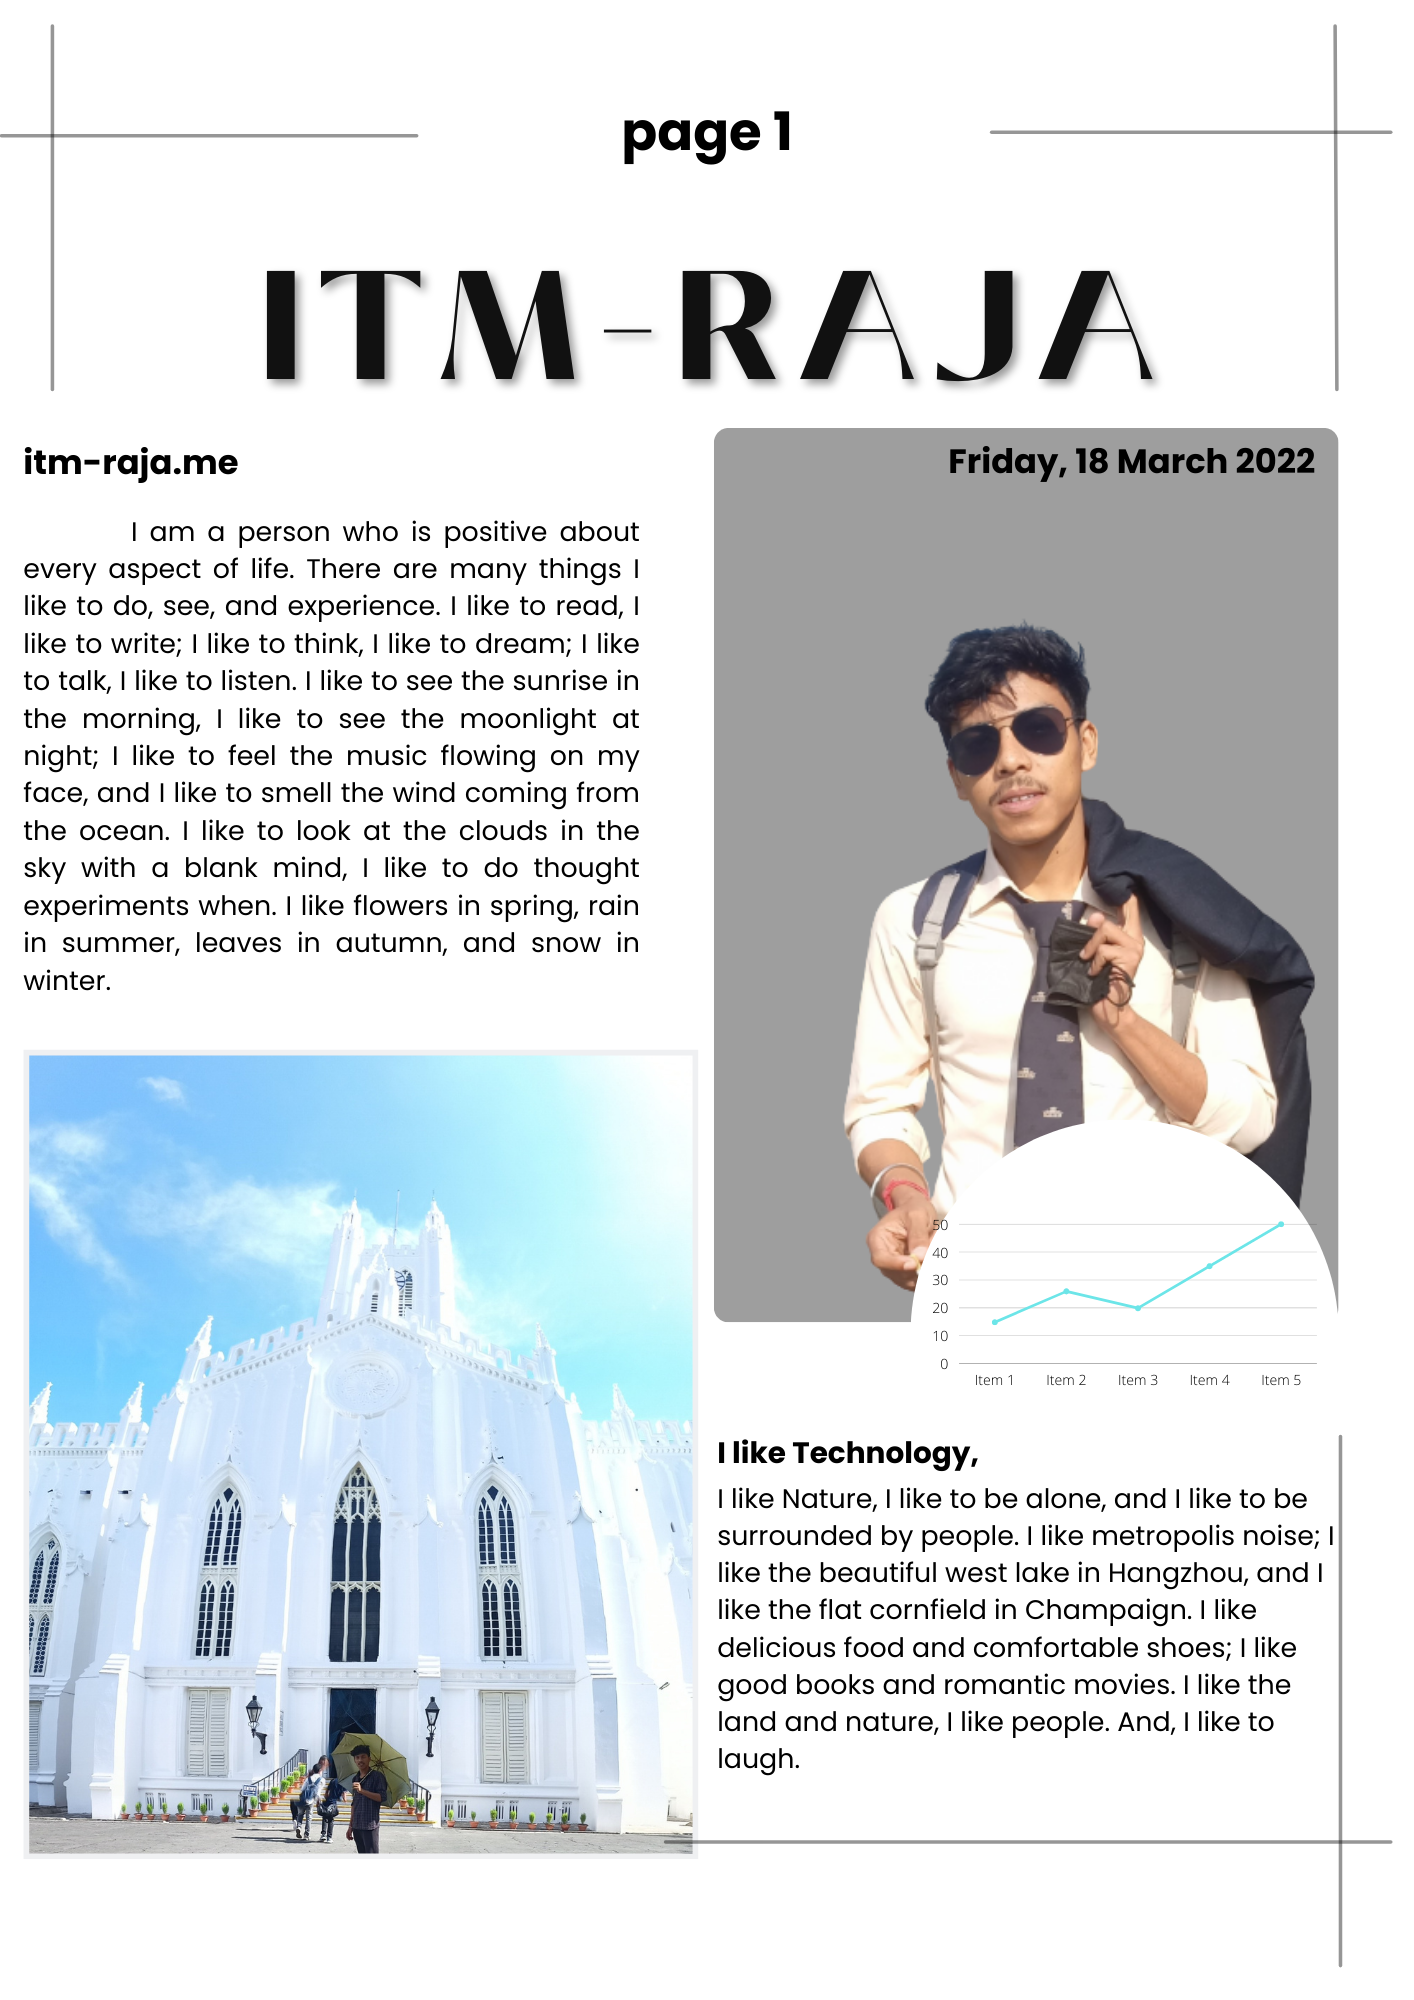 page 1
ITM-RAJA
itm-raja.me
I am a person who is positive about
every aspect of life. There are many things I
like to do, see, and experience. I like to read, I
like to write; I like to think, I like to dream; I like
to talk, I like to listen. I like to see the sunrise in
the morning, I like to see the moonlight at
night; I like to feel the music flowing on my
face, and I like to smell the wind coming from
the ocean. I like to look at the clouds in the
sky with a blank mind, I like to do thought
experiments when. I like flowers in spring, rain
in summer, leaves in autumn, and snow in
winter.
Friday, 18 March 2022
50
40
30
20
10
0
Item 1 Item 2 Item 3 Item 4 Item 5
I like Technology,
I like Nature, I like to be alone, and I like to be
surrounded by people. I like metropolis noise; I
like the beautiful west lake in Hangzhou, and I
like the flat cornfield in Champaign. I like
delicious food and comfortable shoes; I like
good books and romantic movies. I like the
land and nature, I like people. And, I like to
laugh.